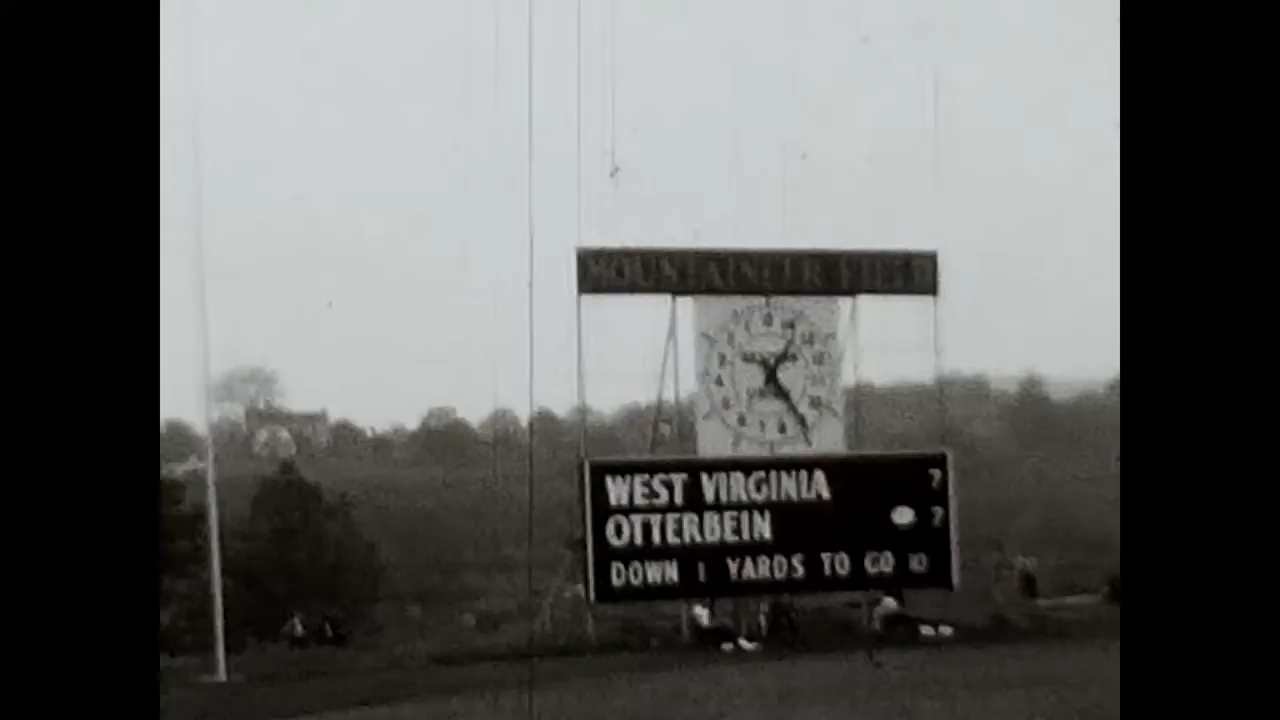 MOUNTAINEER FIELD
WEST VIRGINIA 7
OTTERBEIN 7
DOWN 1 YARDS TO GO 10